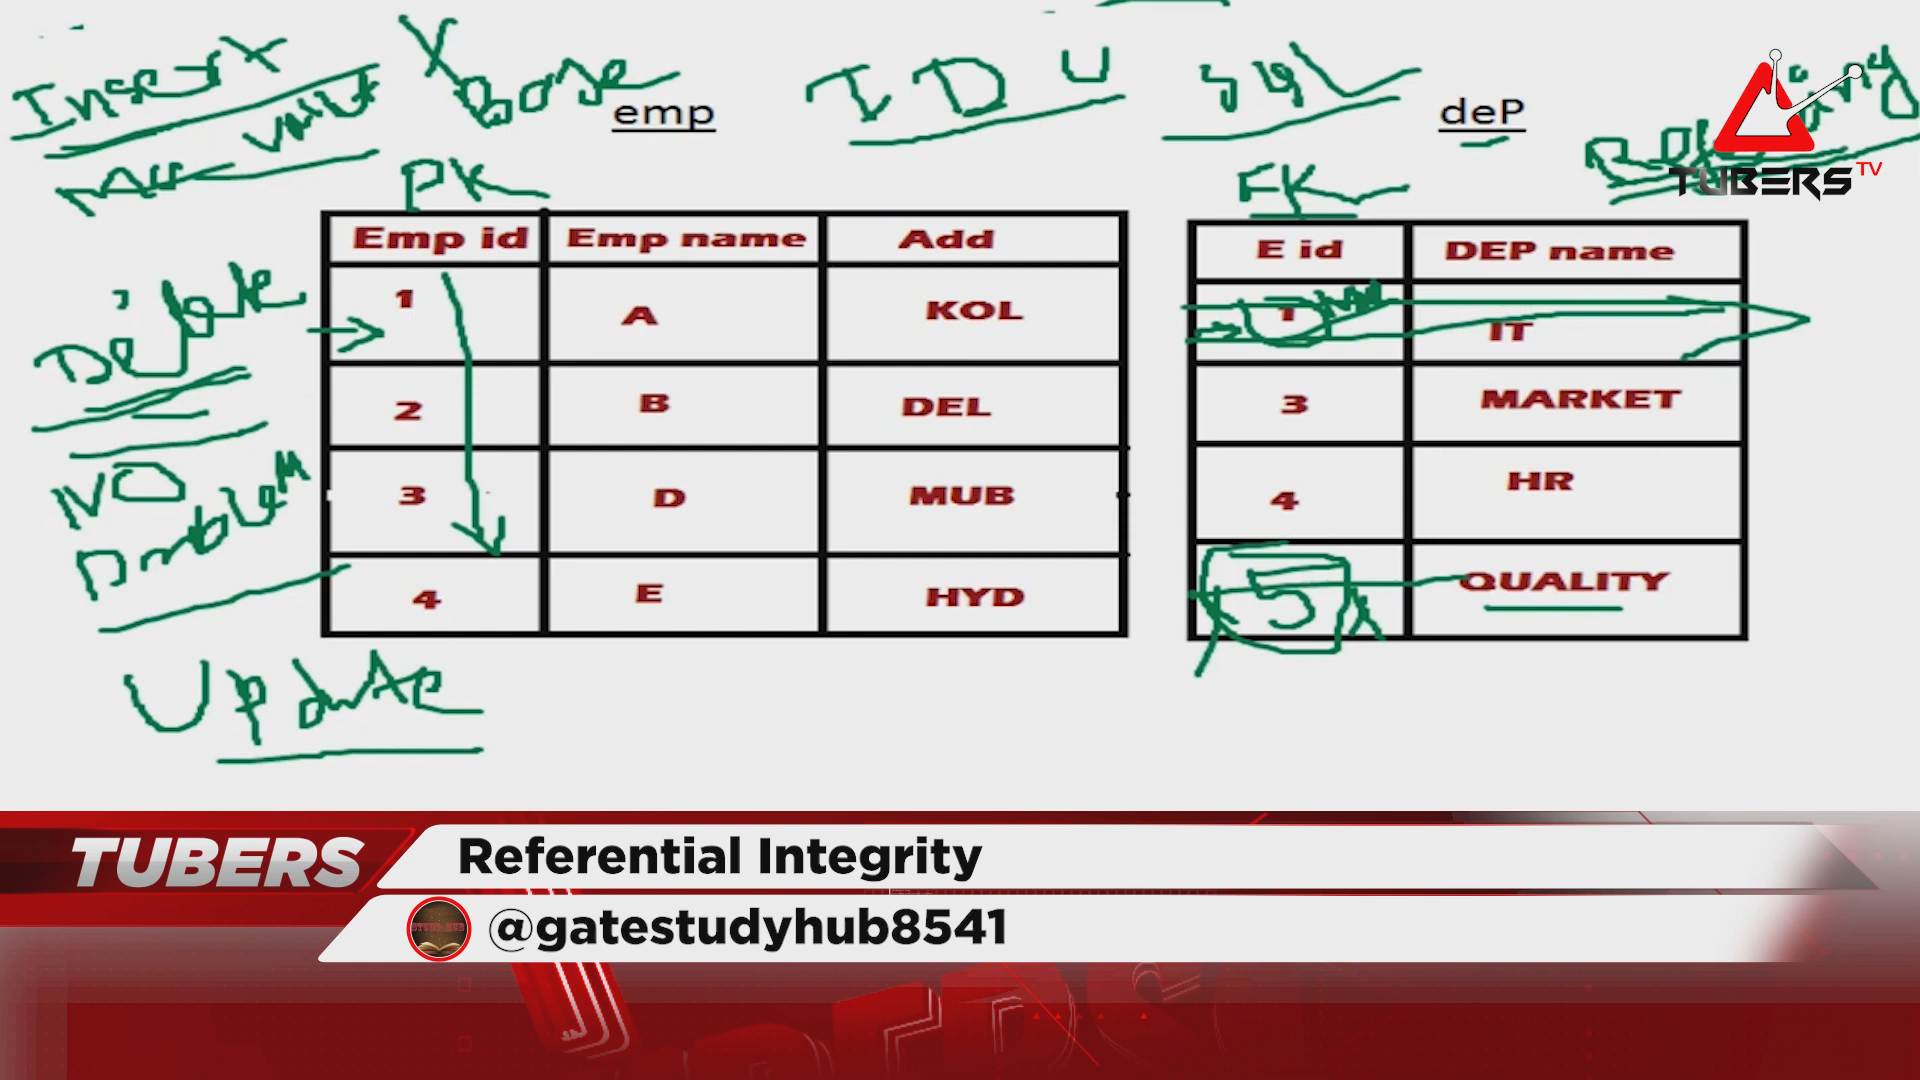 Insert X Base emp I D U SQL deP
TUBERS TV
PK FK
Emp id Emp name Add E id DEP name
1 A KOL 1 IT
2 B DEL 3 MARKET
3 D MUB 4 HR
4 E HYD 5 QUALITY
Delete
NO
Problem
Update
TUBERS Referential Integrity
@gatestudyhub8541